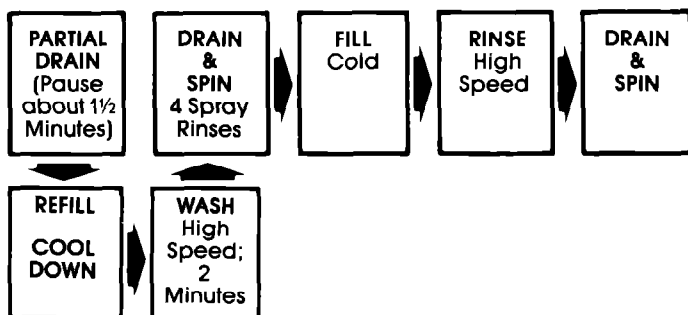 PARTIAL
DRAIN
(Pause
about 1½
Minutes)
REFILL
COOL
DOWN
WASH
High
Speed;
2
Minutes
DRAIN
&
SPIN
4 Spray
Rinses
FILL
Cold
RINSE
High
Speed
DRAIN
&
SPIN